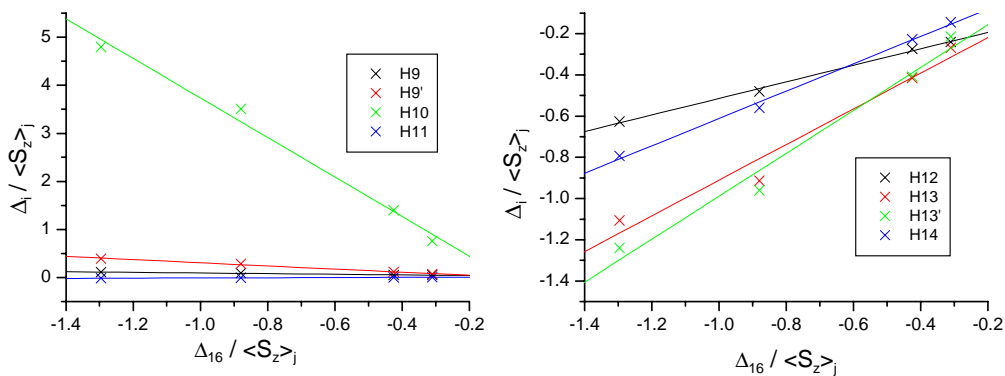 Δi / <Sz>j
5
4
3
2
1
0
-1.4 -1.2 -1.0 -0.8 -0.6 -0.4 -0.2
Δ16 / <Sz>j
H9
H9'
H10
H11
Δi / <Sz>j
-0.2
-0.4
-0.6
-0.8
-1.0
-1.2
-1.4
-1.4 -1.2 -1.0 -0.8 -0.6 -0.4 -0.2
Δ16 / <Sz>j
H12
H13
H13'
H14